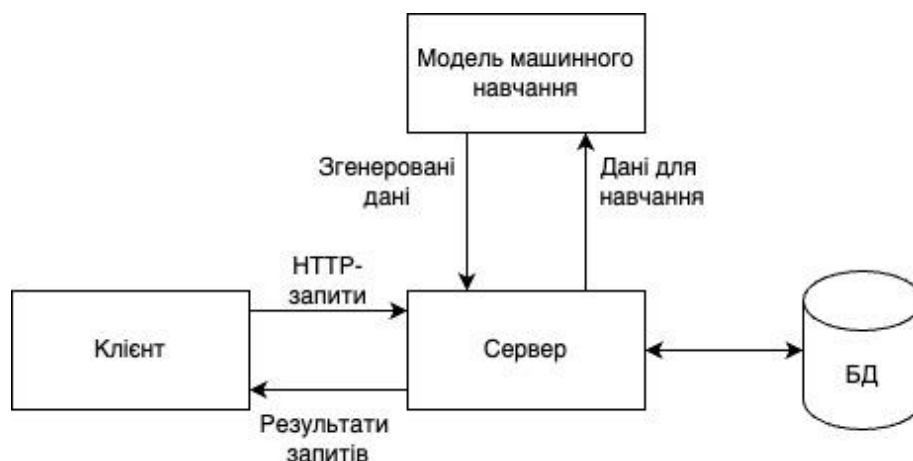 Модель машинного
навчання
Згенеровані
дані
Дані для
навчання
HTTP-
запити
Клієнт
Сервер
БД
Результати
запитів